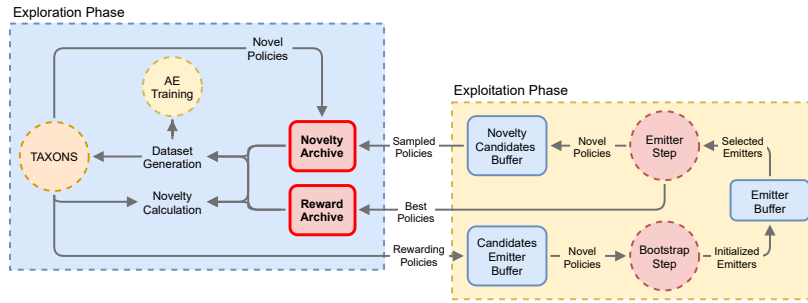 Exploration Phase
Novel
Policies
AE
Training
TAXONS
Dataset
Generation
Novelty
Calculation
Novelty
Archive
Reward
Archive
Sampled
Policies
Best
Policies
Rewarding
Policies
Exploitation Phase
Novelty
Candidates
Buffer
Novel
Policies
Emitter
Step
Selected
Emitters
Emitter
Buffer
Candidates
Emitter
Buffer
Novel
Policies
Bootstrap
Step
Initialized
Emitters